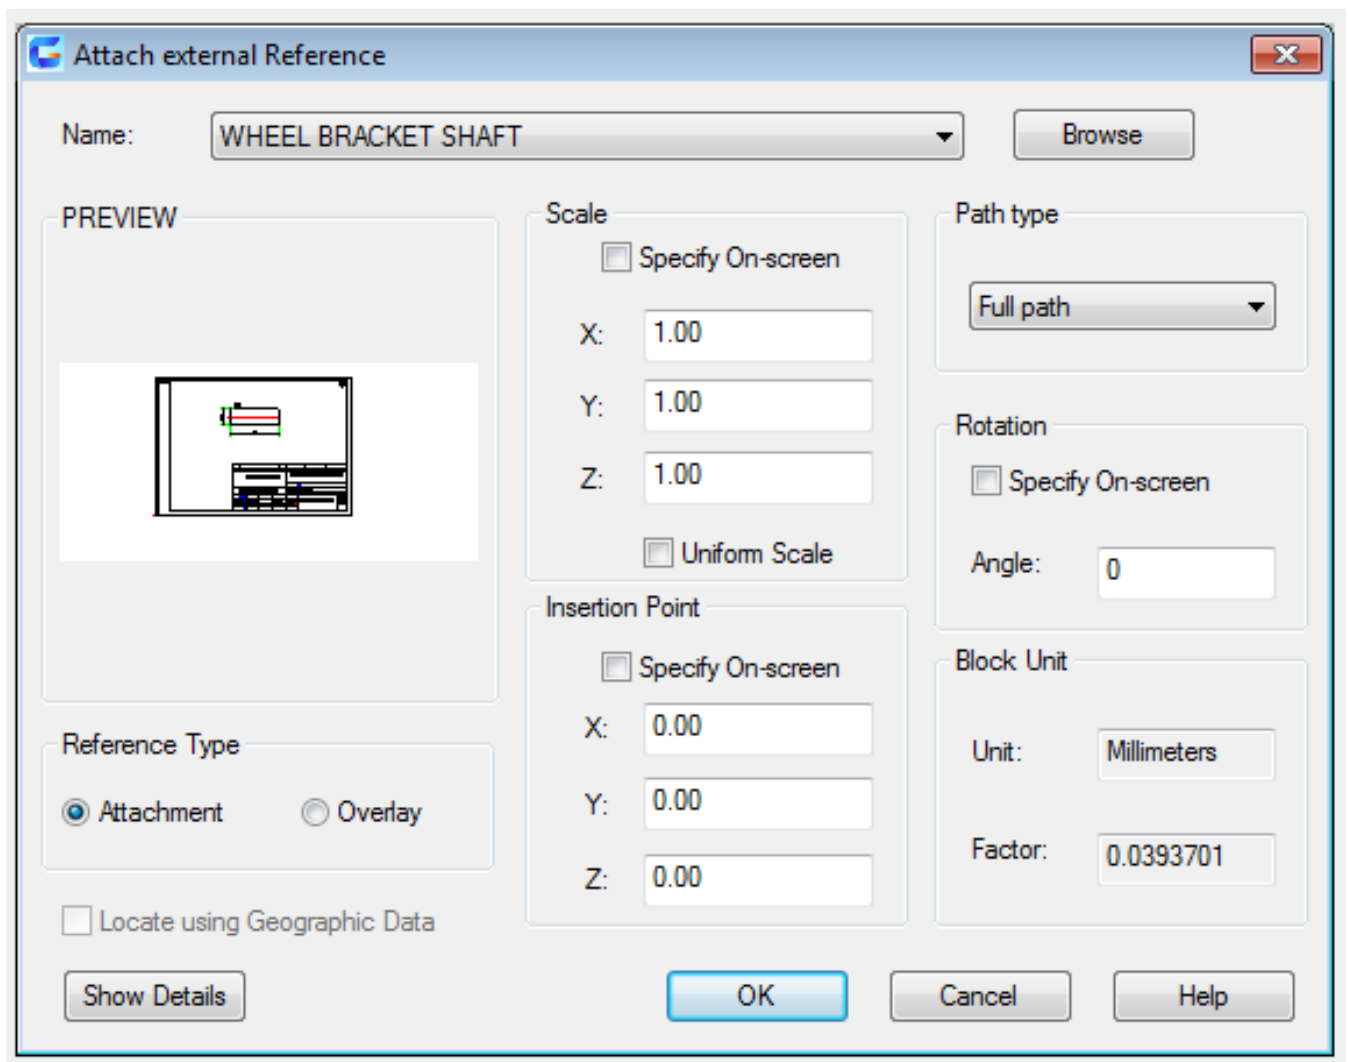 Attach external Reference
Name: WHEEL BRACKET SHAFT Browse
PREVIEW
Scale
Specify On-screen
X: 1.00
Y: 1.00
Z: 1.00
Uniform Scale
Path type
Full path
Rotation
Specify On-screen
Angle: 0
Insertion Point
Specify On-screen
X: 0.00
Y: 0.00
Z: 0.00
Block Unit
Unit: Millimeters
Factor: 0.0393701
Reference Type
Attachment Overlay
Locate using Geographic Data
Show Details OK Cancel Help